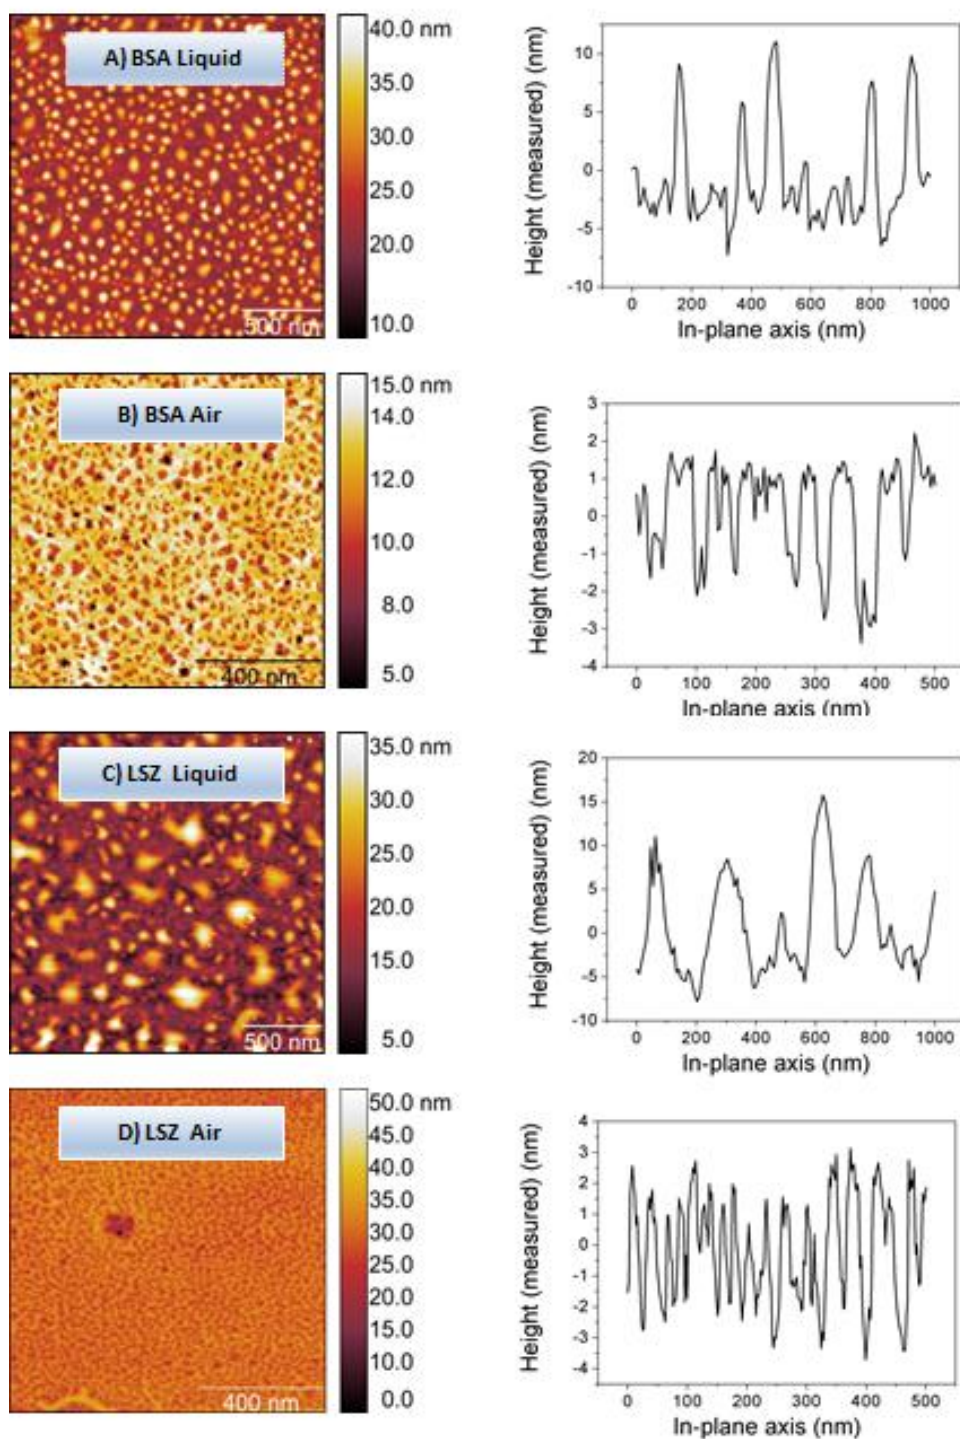 A) BSA Liquid
40.0 nm
35.0
30.0
25.0
20.0
10.0
500 nm
Height (measured) (nm)
10
5
0
-5
-10
0 200 400 600 800 1000
In-plane axis (nm)
B) BSA Air
15.0 nm
14.0
12.0
10.0
8.0
5.0
400 nm
Height (measured) (nm)
3
2
1
0
-1
-2
-3
-4
0 100 200 300 400 500
In-plane axis (nm)
C) LSZ Liquid
35.0 nm
30.0
25.0
20.0
15.0
5.0
500 nm
Height (measured) (nm)
20
15
10
5
0
-5
-10
0 200 400 600 800 1000
In-plane axis (nm)
D) LSZ Air
50.0 nm
45.0
40.0
35.0
30.0
25.0
20.0
15.0
10.0
0.0
400 nm
Height (measured) (nm)
4
3
2
1
0
-1
-2
-3
-4
0 100 200 300 400 500
In-plane axis (nm)